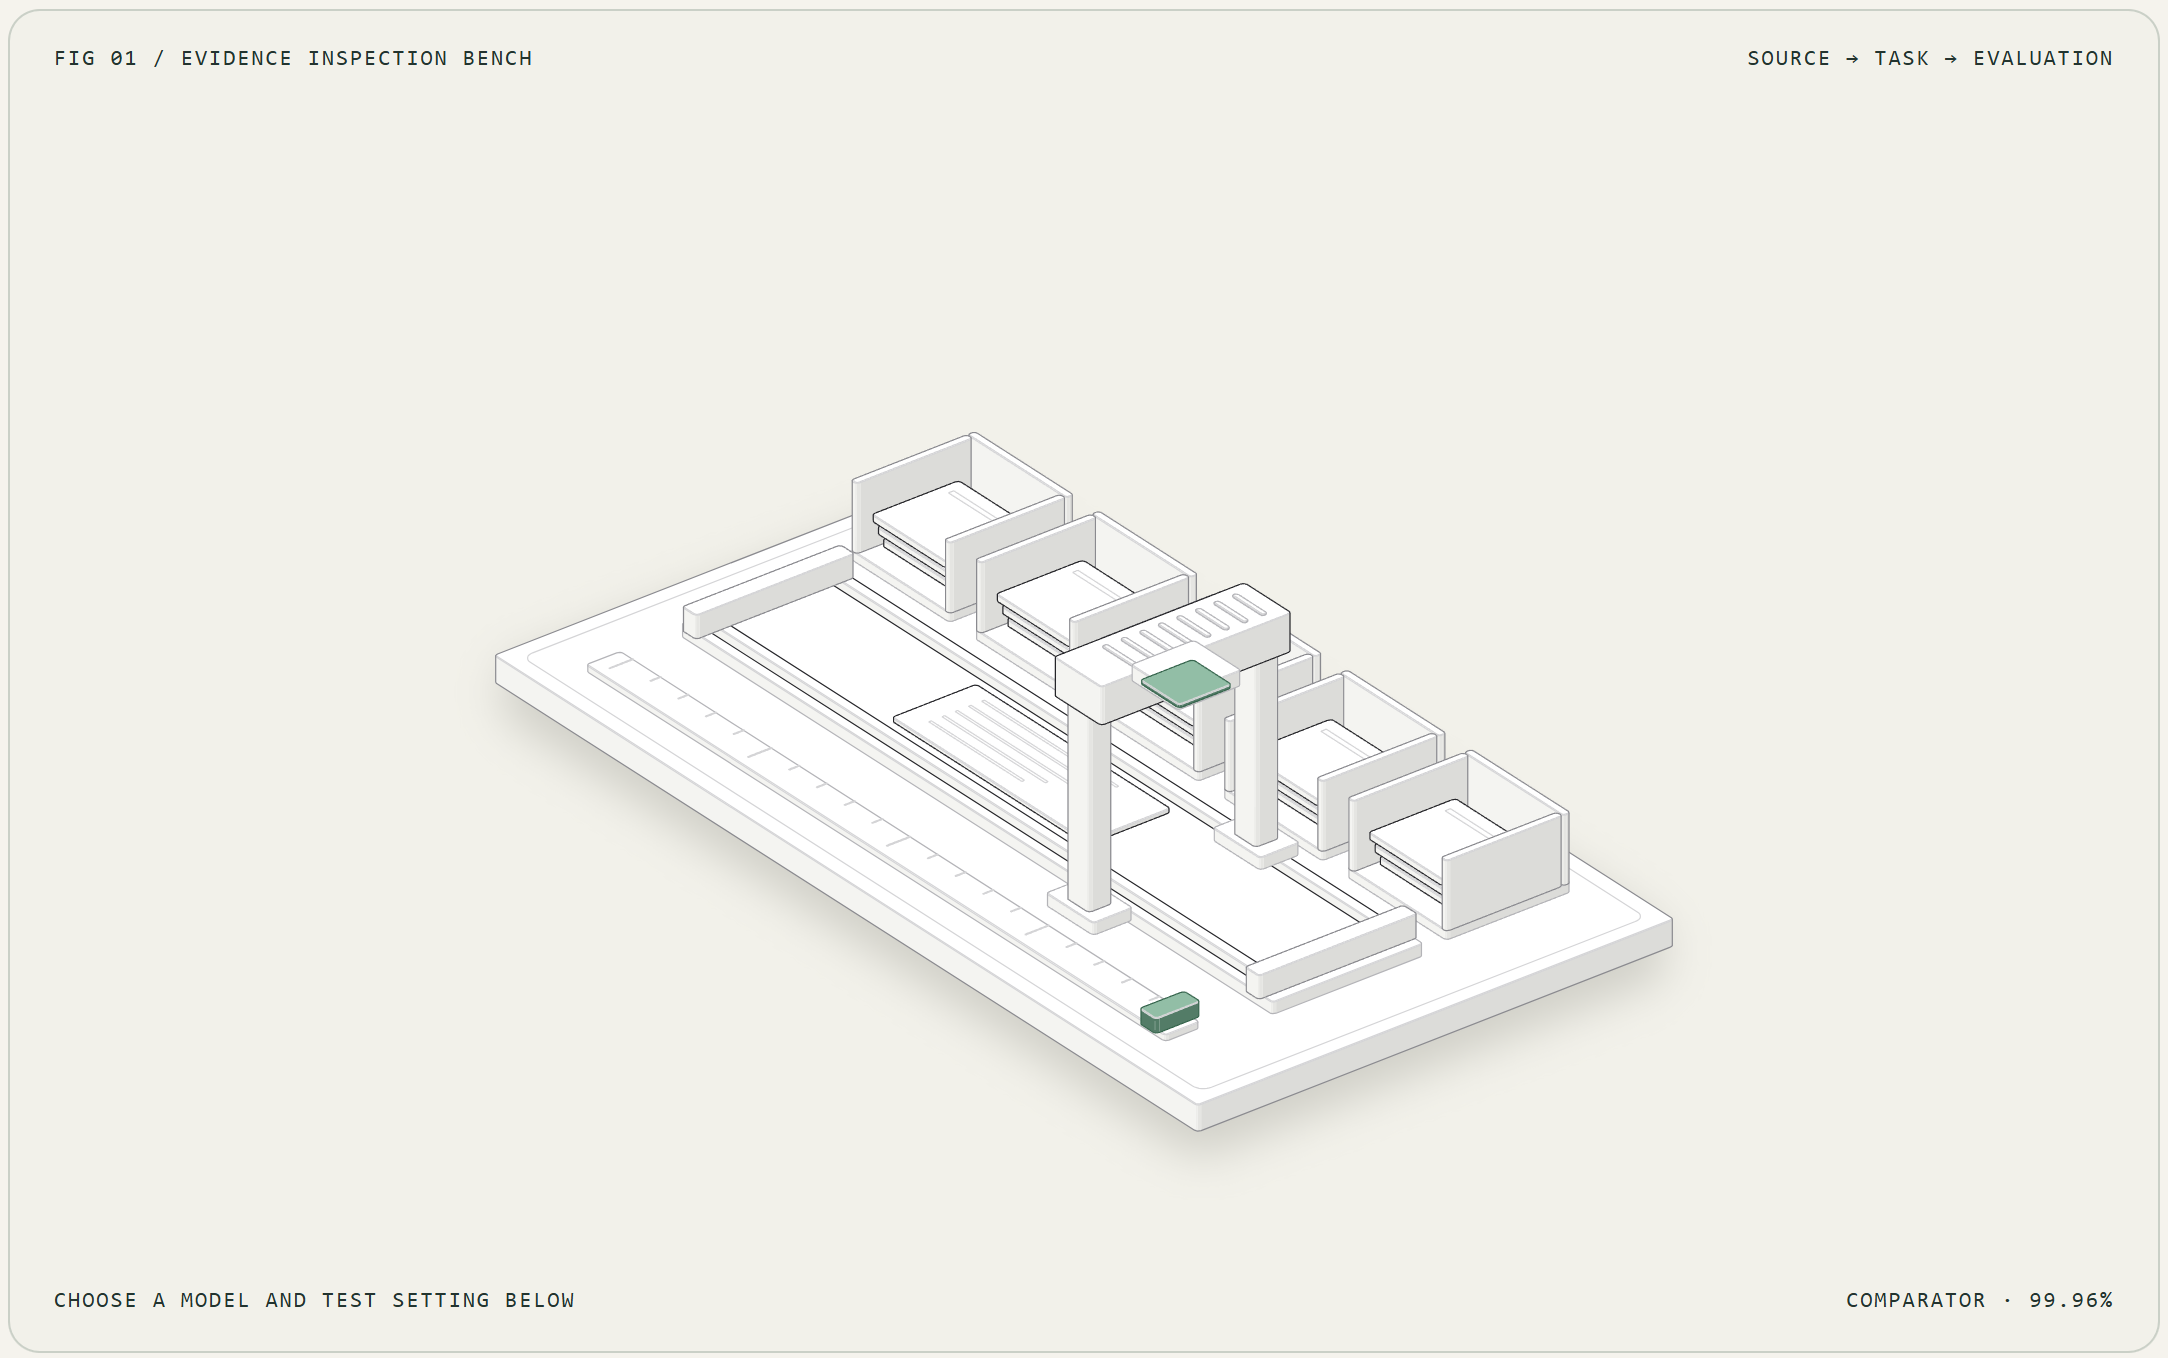 FIG 01 / EVIDENCE INSPECTION BENCH
SOURCE → TASK → EVALUATION
CHOOSE A MODEL AND TEST SETTING BELOW
COMPARATOR · 99.96%